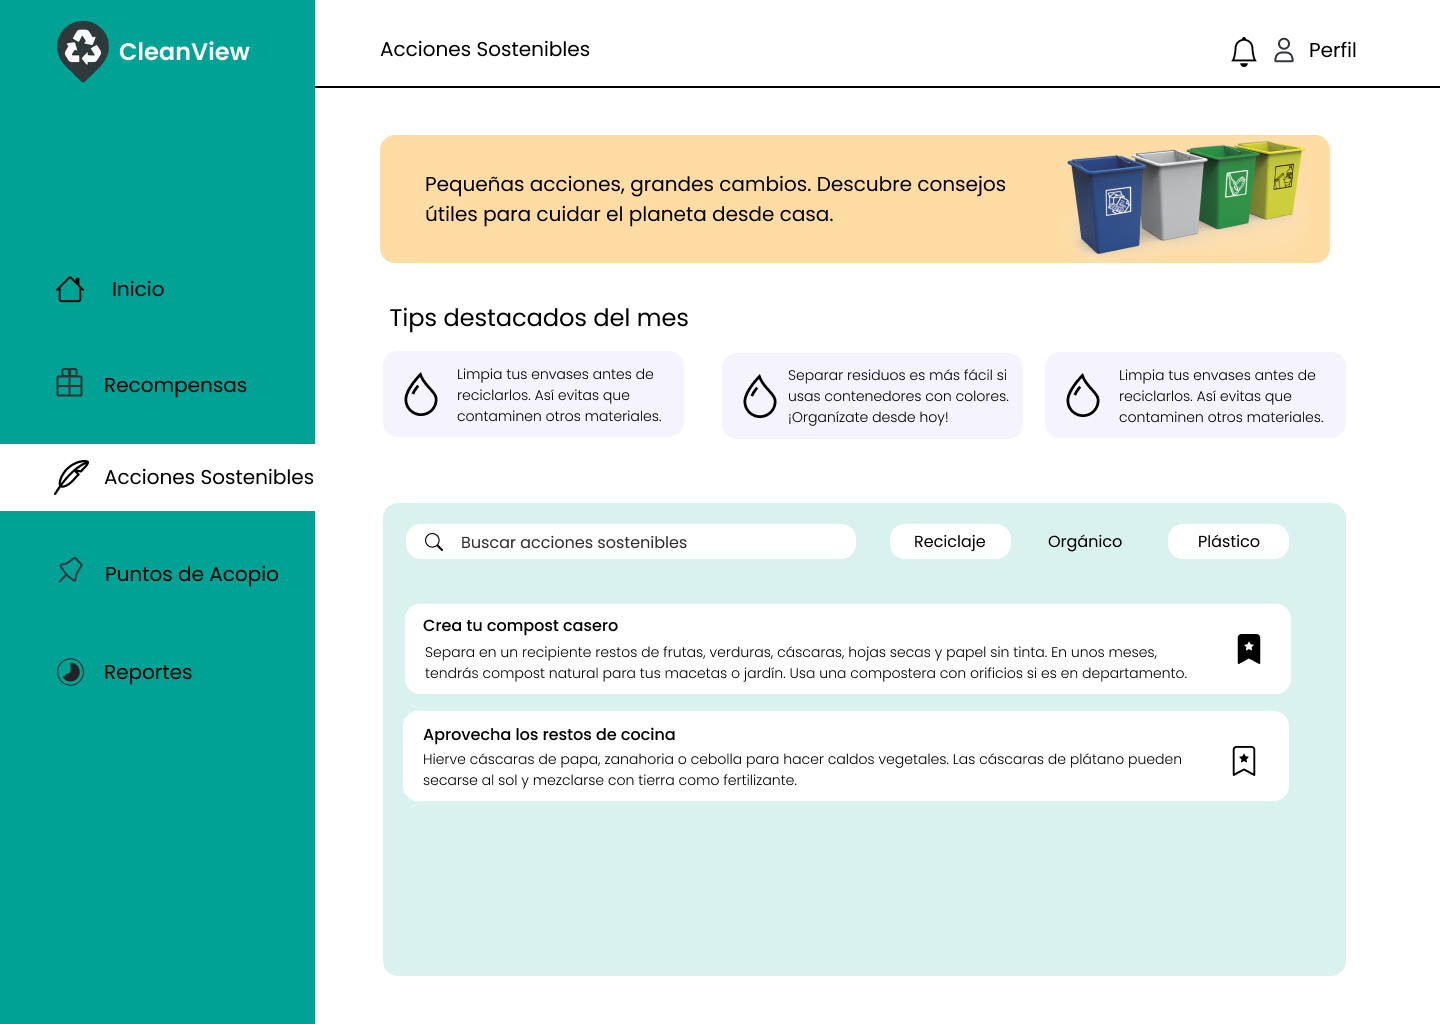 CleanView
Acciones Sostenibles
Perfil
Inicio
Recompensas
Acciones Sostenibles
Puntos de Acopio
Reportes
Pequeñas acciones, grandes cambios. Descubre consejos
útiles para cuidar el planeta desde casa.
Tips destacados del mes
Limpia tus envases antes de
reciclarlos. Así evitas que
contaminen otros materiales.
Separar residuos es más fácil si
usas contenedores con colores.
¡Organízate desde hoy!
Limpia tus envases antes de
reciclarlos. Así evitas que
contaminen otros materiales.
Buscar acciones sostenibles
Reciclaje
Orgánico
Plástico
Crea tu compost casero
Separa en un recipiente restos de frutas, verduras, cáscaras, hojas secas y papel sin tinta. En unos meses,
tendrás compost natural para tus macetas o jardín. Usa una compostera con orificios si es en departamento.
Aprovecha los restos de cocina
Hierve cáscaras de papa, zanahoria o cebolla para hacer caldos vegetales. Las cáscaras de plátano pueden
secarse al sol y mezclarse con tierra como fertilizante.